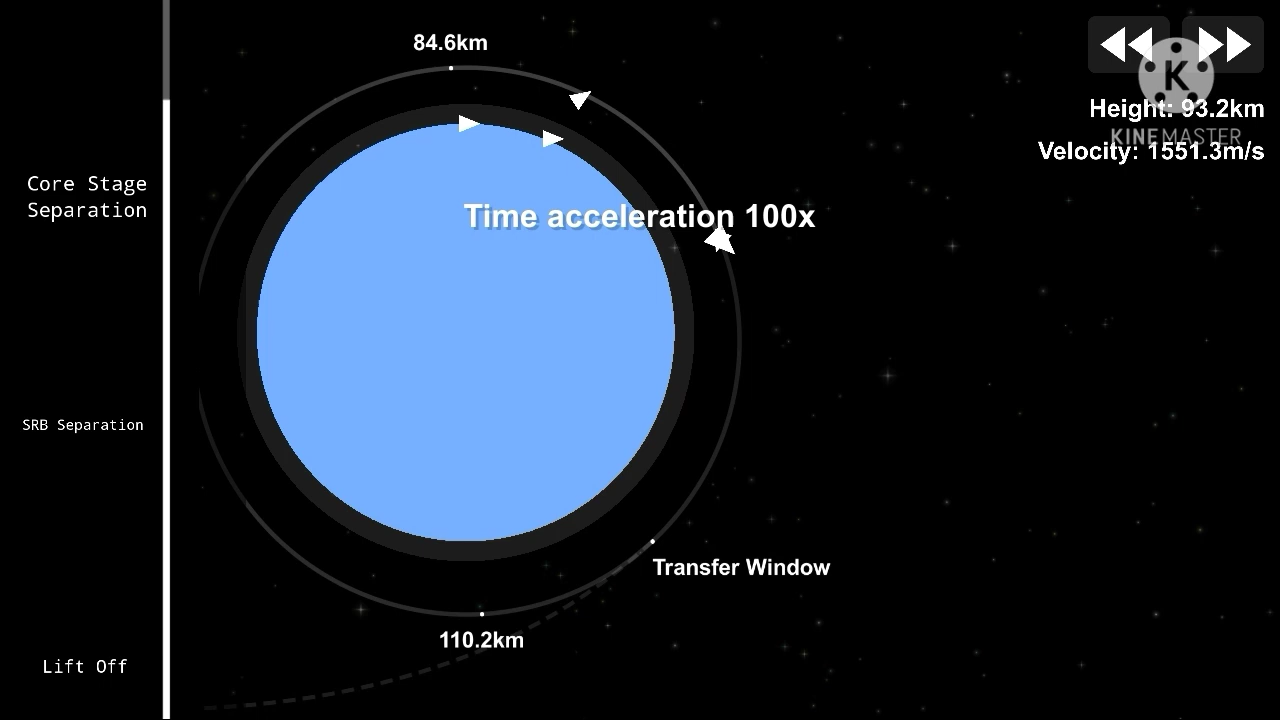 84.6km
Height: 93.2km
KINEMASTER
Velocity: 1551.3m/s
Core Stage
Separation
Time acceleration 100x
SRB Separation
Transfer Window
110.2km
Lift Off